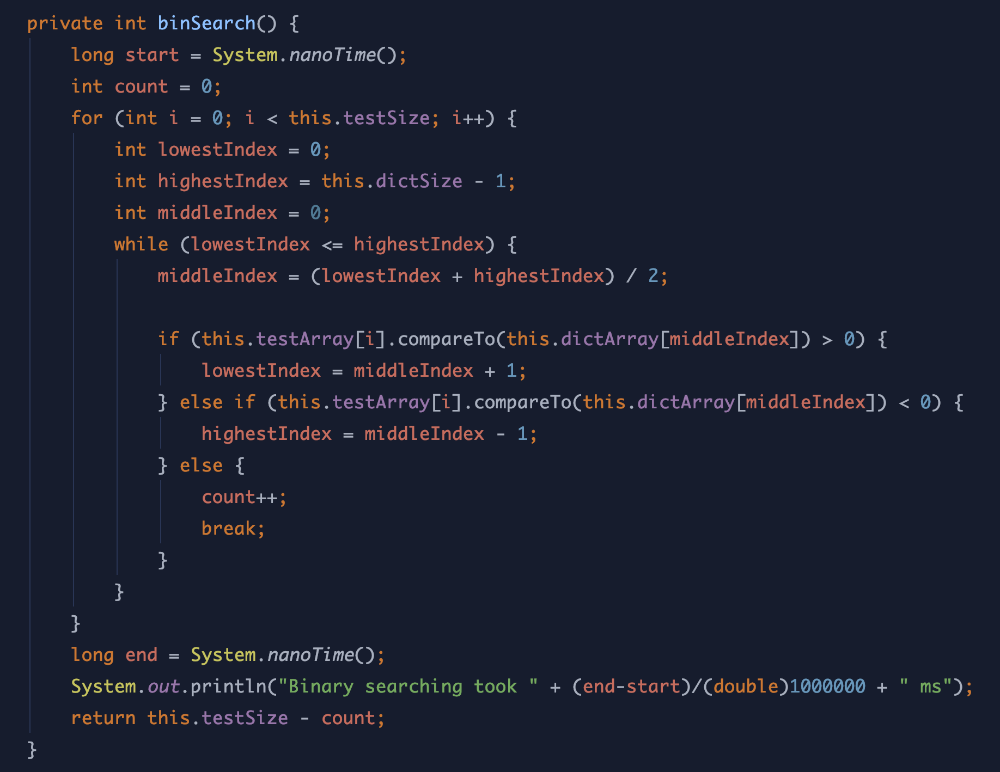 private int binSearch() {
    long start = System.nanoTime();
    int count = 0;
    for (int i = 0; i < this.testSize; i++) {
        int lowestIndex = 0;
        int highestIndex = this.dictSize - 1;
        int middleIndex = 0;
        while (lowestIndex <= highestIndex) {
            middleIndex = (lowestIndex + highestIndex) / 2;

            if (this.testArray[i].compareTo(this.dictArray[middleIndex]) > 0) {
                lowestIndex = middleIndex + 1;
            } else if (this.testArray[i].compareTo(this.dictArray[middleIndex]) < 0) {
                highestIndex = middleIndex - 1;
            } else {
                count++;
                break;
            }
        }
    }
    long end = System.nanoTime();
    System.out.println("Binary searching took " + (end-start)/(double)1000000 + " ms");
    return this.testSize - count;
}